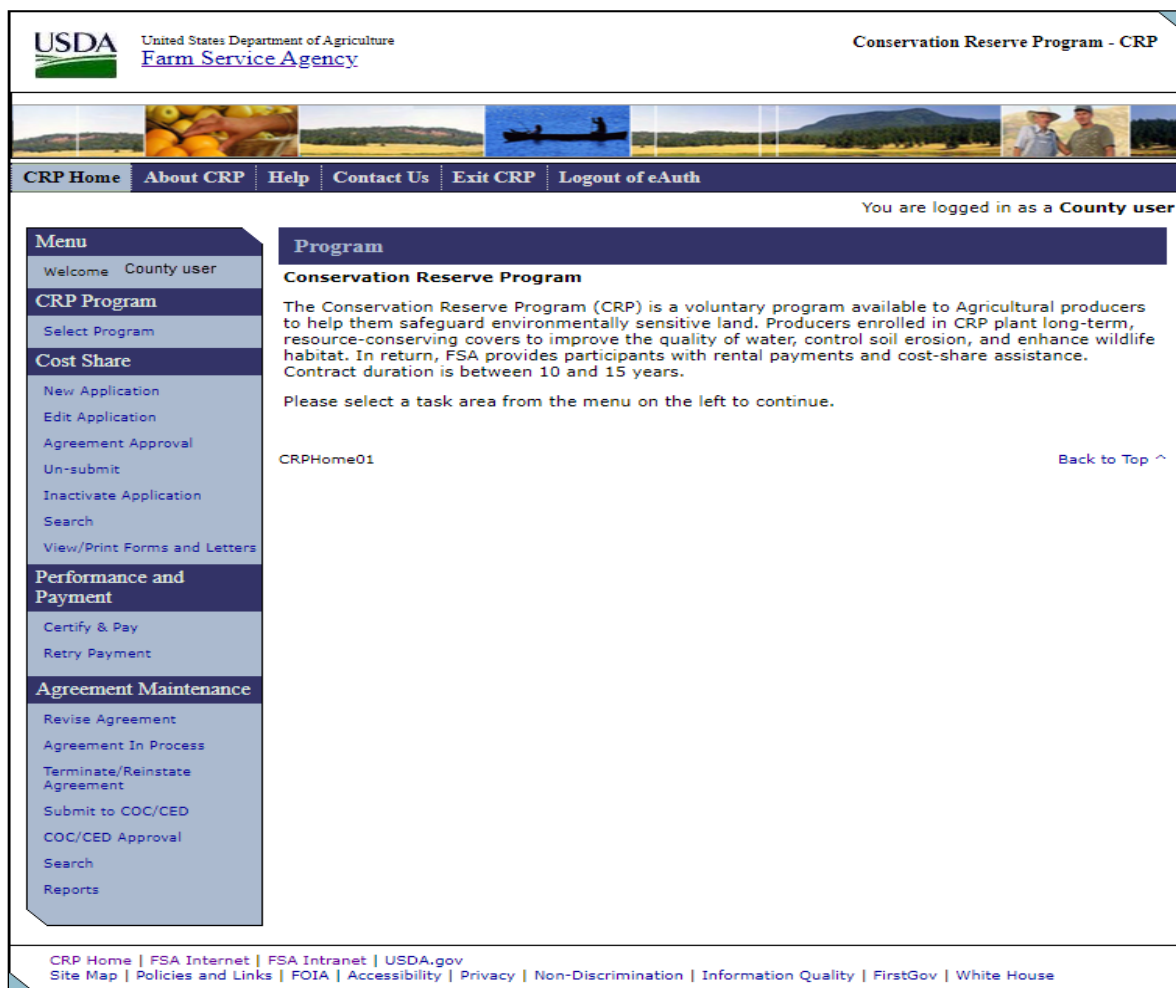 USDA
United States Department of Agriculture
Farm Service Agency
Conservation Reserve Program - CRP
CRP Home
About CRP
Help
Contact Us
Exit CRP
Logout of eAuth
You are logged in as a County user
Menu
Welcome County user
CRP Program
Select Program
Cost Share
New Application
Edit Application
Agreement Approval
Un-submit
Inactivate Application
Search
View/Print Forms and Letters
Performance and
Payment
Certify & Pay
Retry Payment
Agreement Maintenance
Revise Agreement
Agreement In Process
Terminate/Reinstate
Agreement
Submit to COC/CED
COC/CED Approval
Search
Reports
Program
Conservation Reserve Program
The Conservation Reserve Program (CRP) is a voluntary program available to Agricultural producers
to help them safeguard environmentally sensitive land. Producers enrolled in CRP plant long-term,
resource-conserving covers to improve the quality of water, control soil erosion, and enhance wildlife
habitat. In return, FSA provides participants with rental payments and cost-share assistance.
Contract duration is between 10 and 15 years.
Please select a task area from the menu on the left to continue.
CRPHome01
Back to Top ^
CRP Home | FSA Internet | FSA Intranet | USDA.gov
Site Map | Policies and Links | FOIA | Accessibility | Privacy | Non-Discrimination | Information Quality | FirstGov | White House